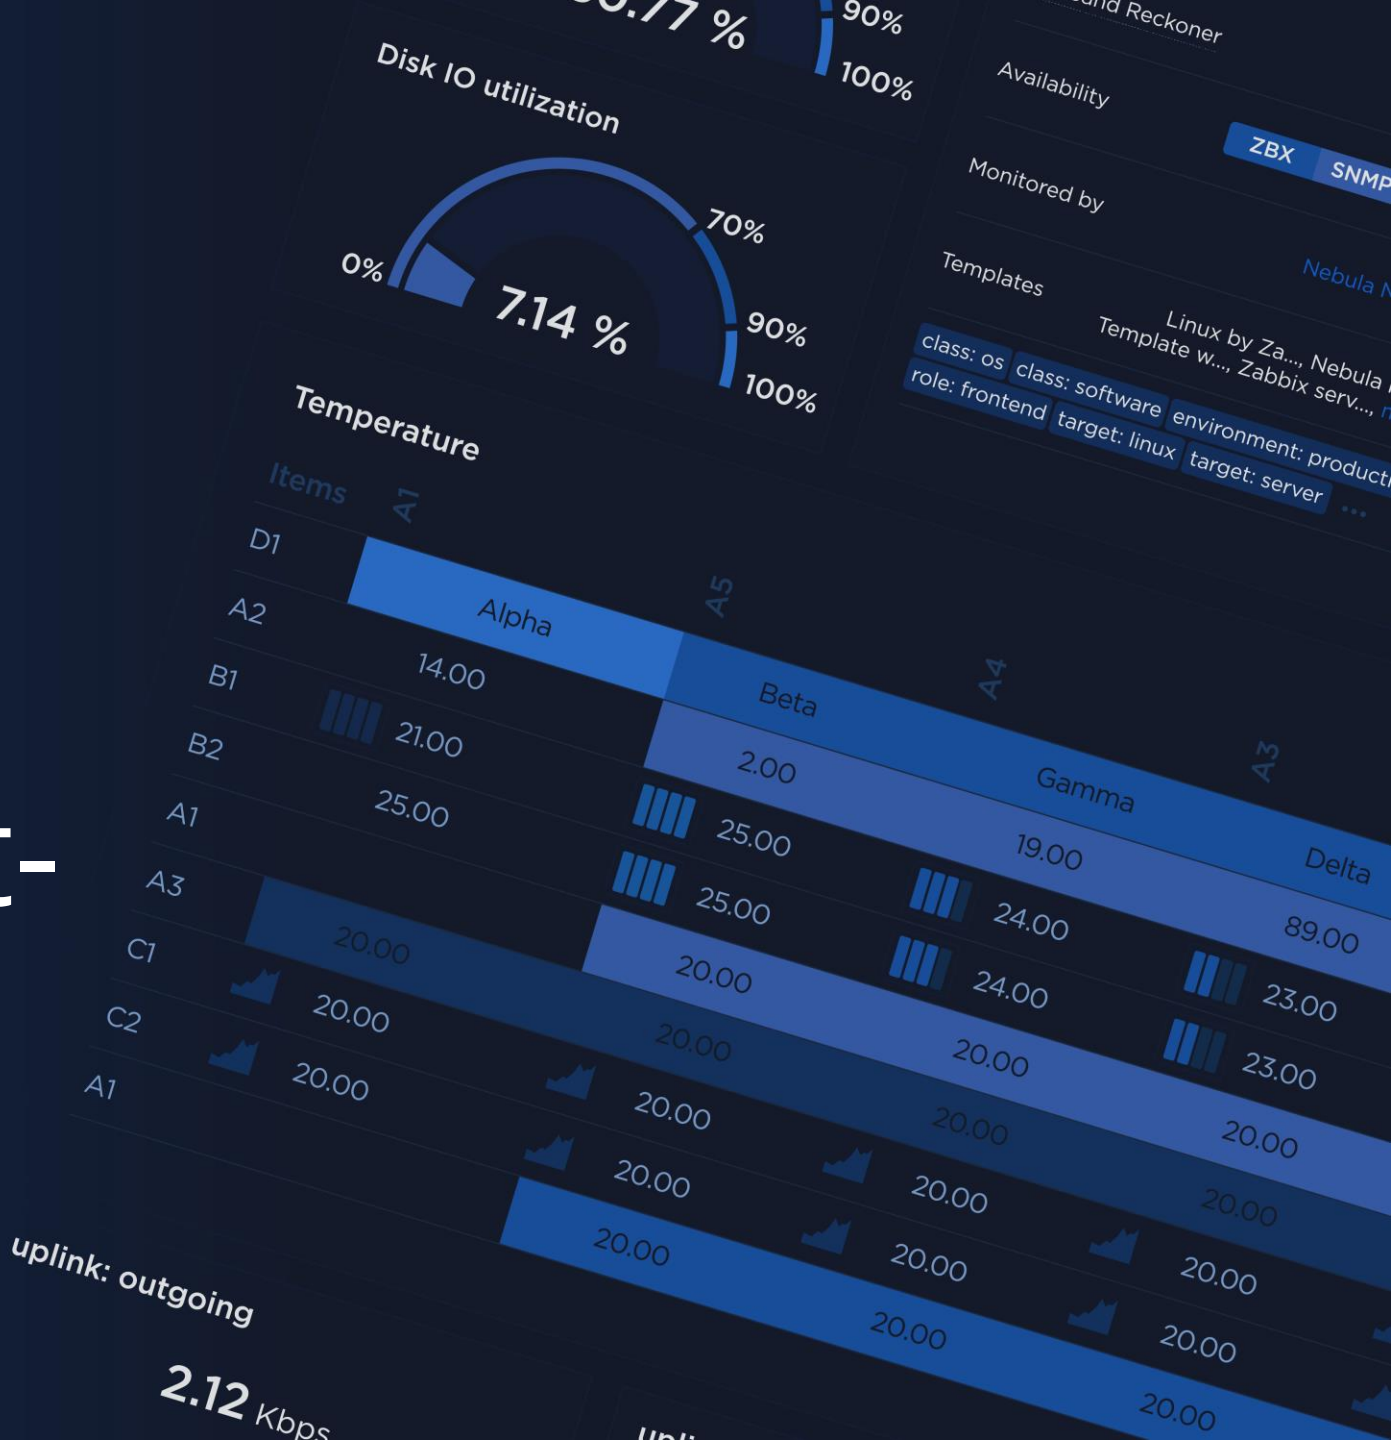 90%
100%
Reckoner
Disk IO utilization
0%
70%
90%
100%
7.14 %
Availability
ZBX
SNMP
Monitored by
Nebula
Templates
Linux by Za..., Nebula
Template w..., Zabbix serv...,
class: os
class: software
environment:
role: frontend
target: linux
target: server
...
Temperature
Items
A1
A5
A4
A3
D1
Alpha
Beta
Gamma
Delta
A2
14.00
2.00
19.00
89.00
B1
21.00
25.00
24.00
23.00
B2
25.00
25.00
24.00
23.00
A1
20.00
20.00
20.00
A3
20.00
20.00
20.00
20.00
C1
20.00
20.00
20.00
20.00
C2
20.00
20.00
20.00
20.00
A1
20.00
20.00
20.00
uplink: outgoing
2.12 Kbps